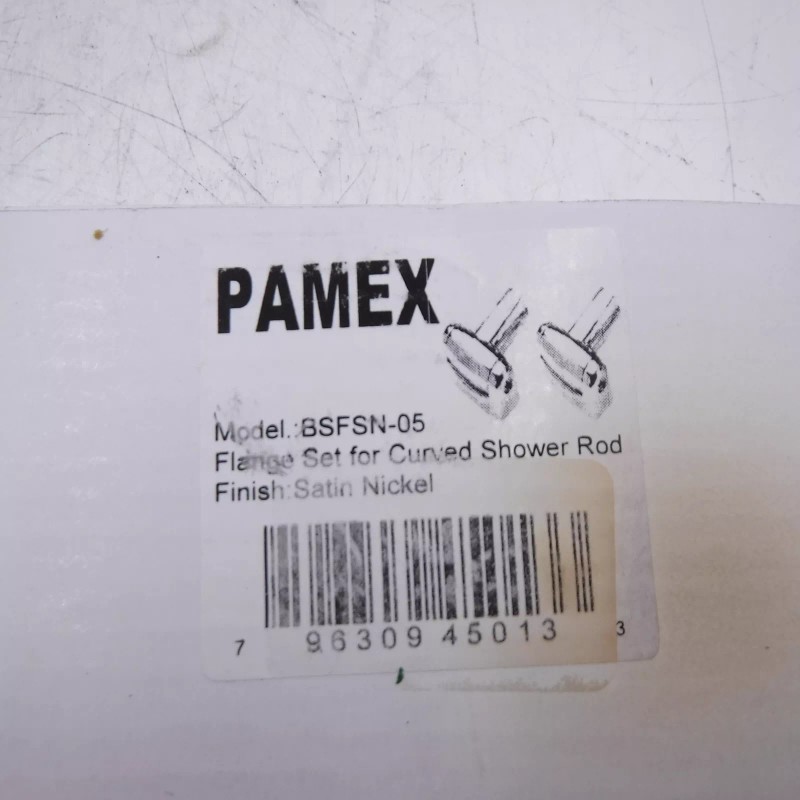 PAMEX
Model.:BSFSN-05
Flange Set for Curved Shower Rod
Finish:Satin Nickel
7 96309 45013 3